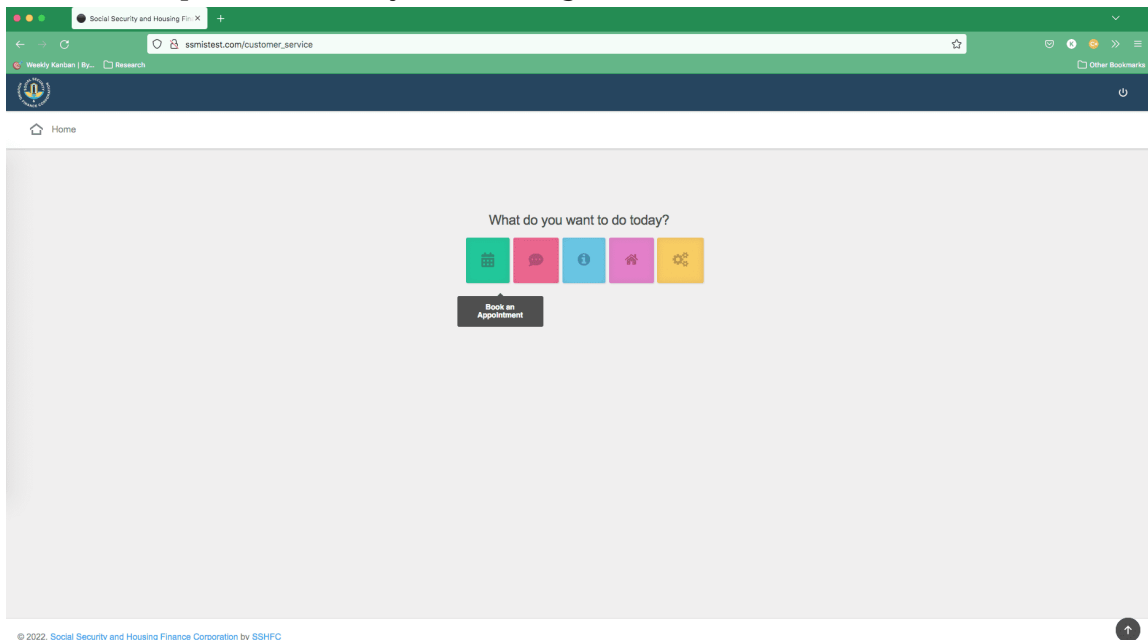 Social Security and Housing Fin
ssmistest.com/customer_service
Weekly Kanban | By...
Research
Other Bookmarks
Home
What do you want to do today?
Book an
Appointment
© 2022. Social Security and Housing Finance Corporation by SSHFC